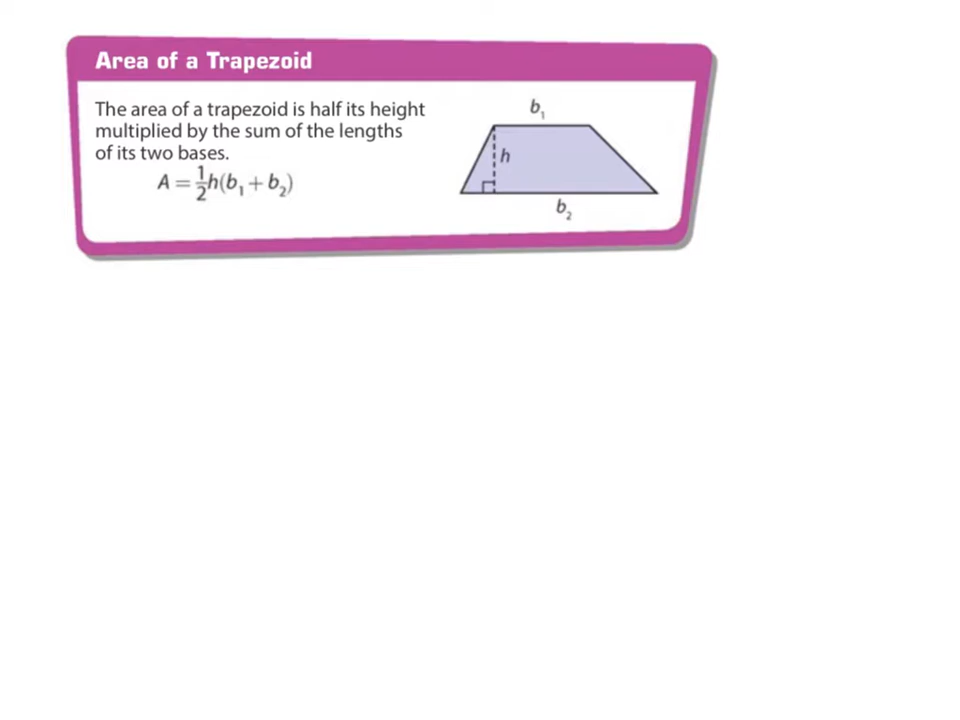 Area of a Trapezoid
The area of a trapezoid is half its height
multiplied by the sum of the lengths
of its two bases.
A = 1/2 h(b₁ + b₂)
b₁
h
b₂